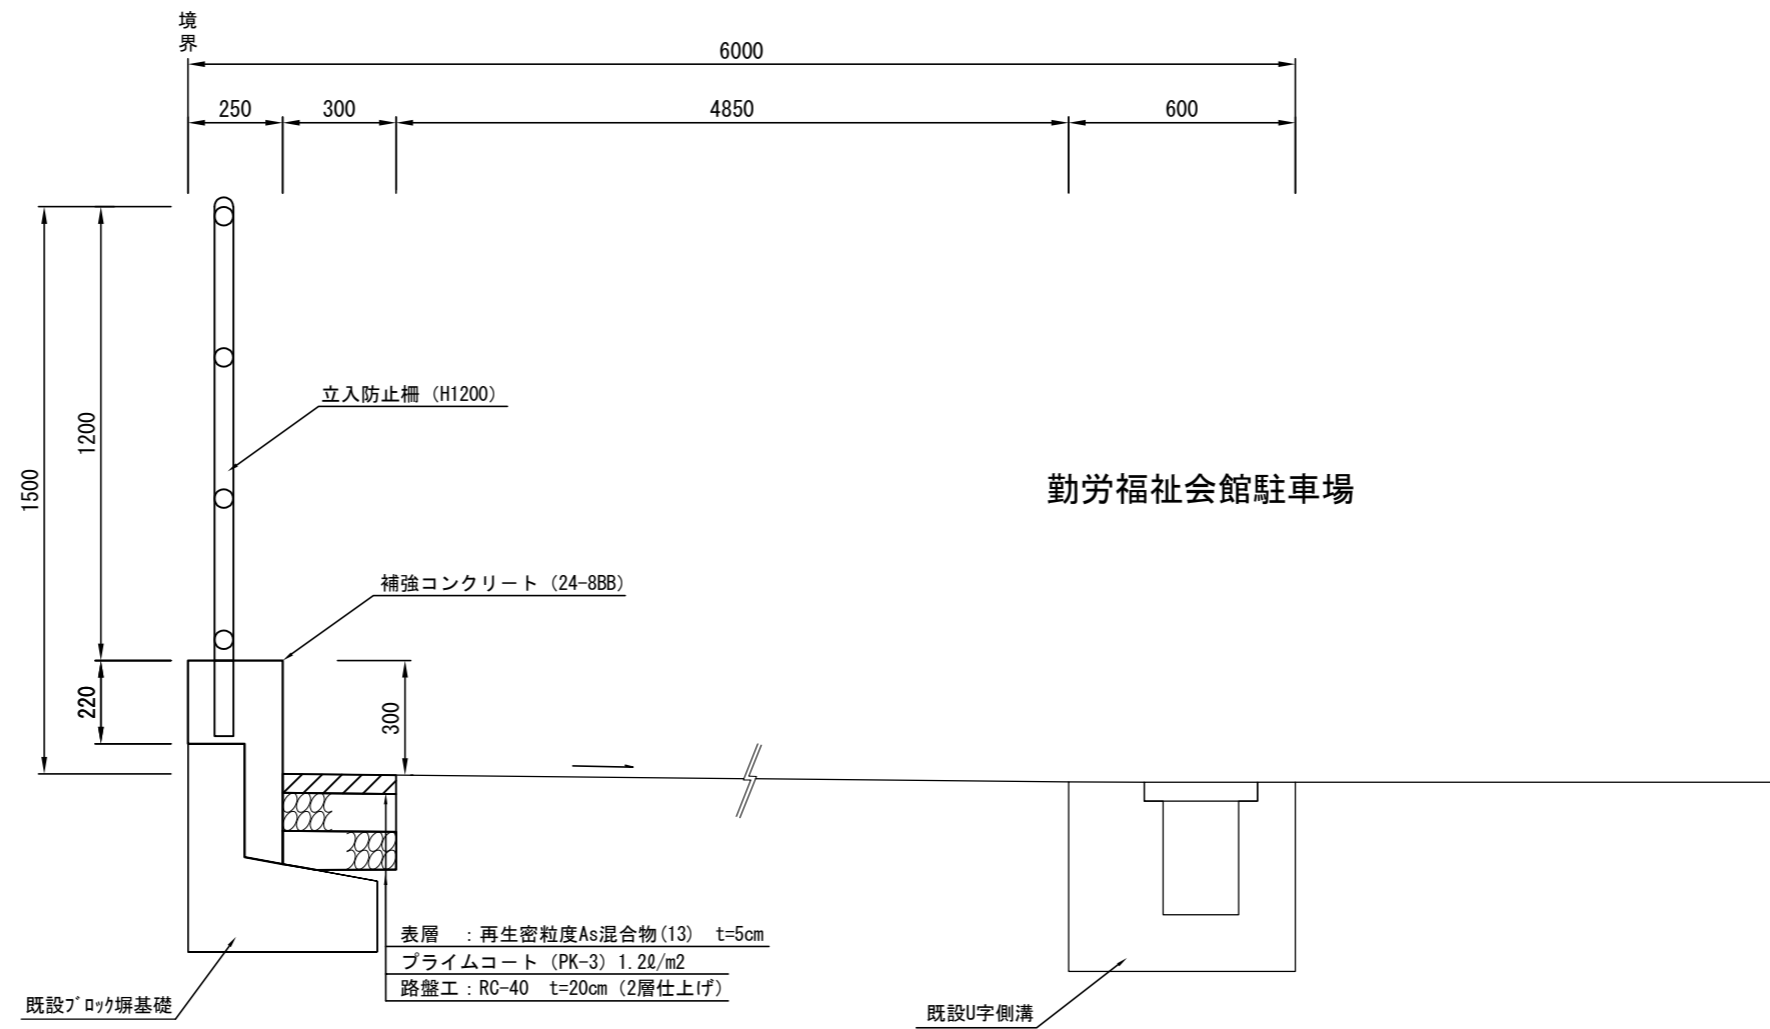 境
界
6000
250
300
4850
600
立入防止柵 (H1200)
1200
1500
勤労福祉会館駐車場
補強コンクリート (24-8BB)
220
300
表層 :再生密粒度As混合物(13) t=5cm
プライムコート (PK-3) 1.2ℓ/m2
路盤工:RC-40 t=20cm (2層仕上げ)
既設ブロック塀基礎
既設U字側溝